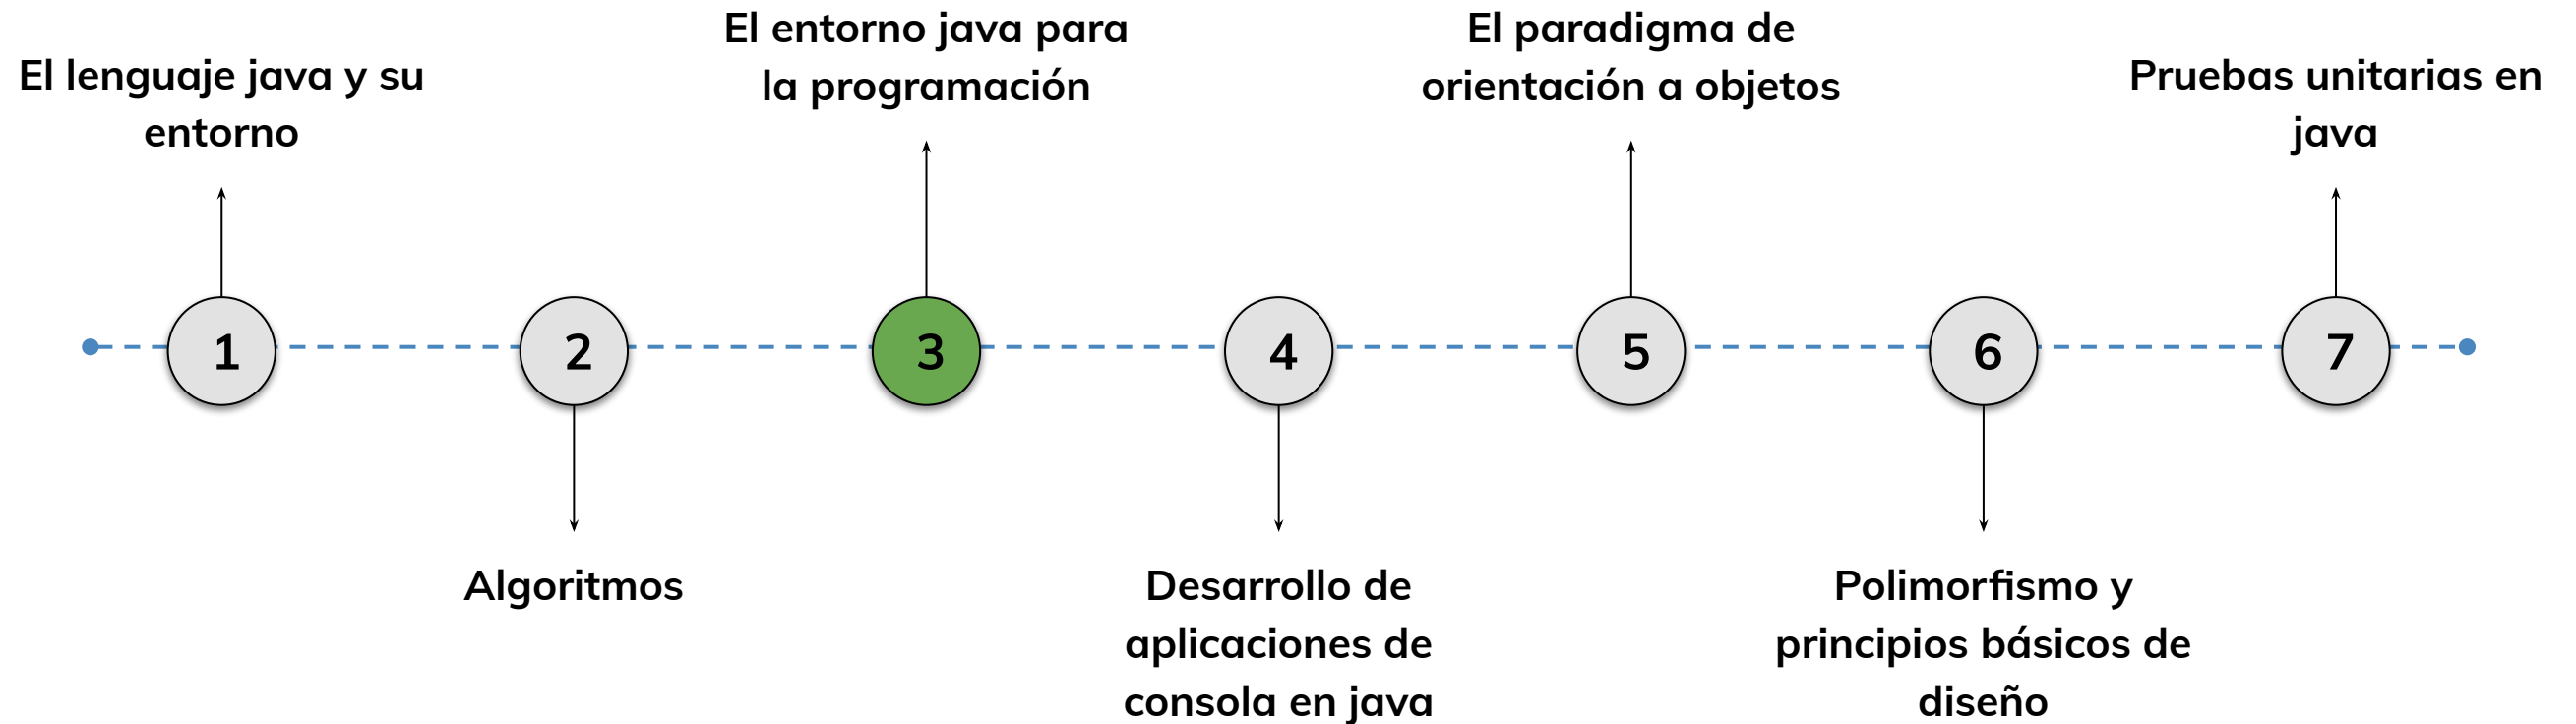 El lenguaje java y su
entorno
El entorno java para
la programación
El paradigma de
orientación a objetos
Pruebas unitarias en
java
1
2
3
4
5
6
7
Algoritmos
Desarrollo de
aplicaciones de
consola en java
Polimorfismo y
principios básicos de
diseño